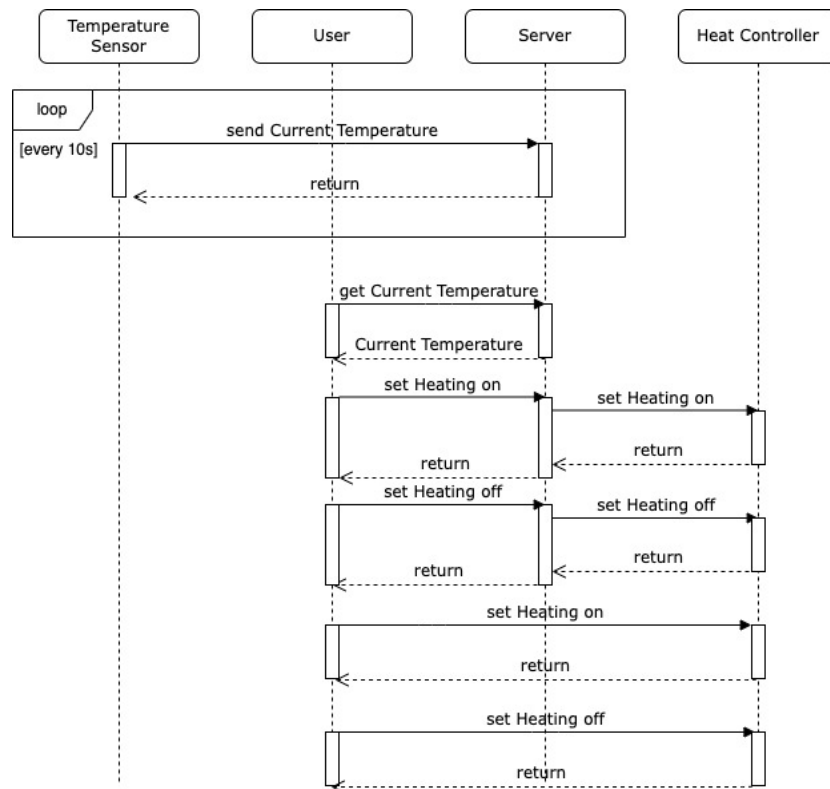 Temperature
Sensor
User
Server
Heat Controller
loop
[every 10s]
send Current Temperature
return
get Current Temperature
Current Temperature
set Heating on
set Heating on
return
return
set Heating off
set Heating off
return
return
set Heating on
return
set Heating off
return